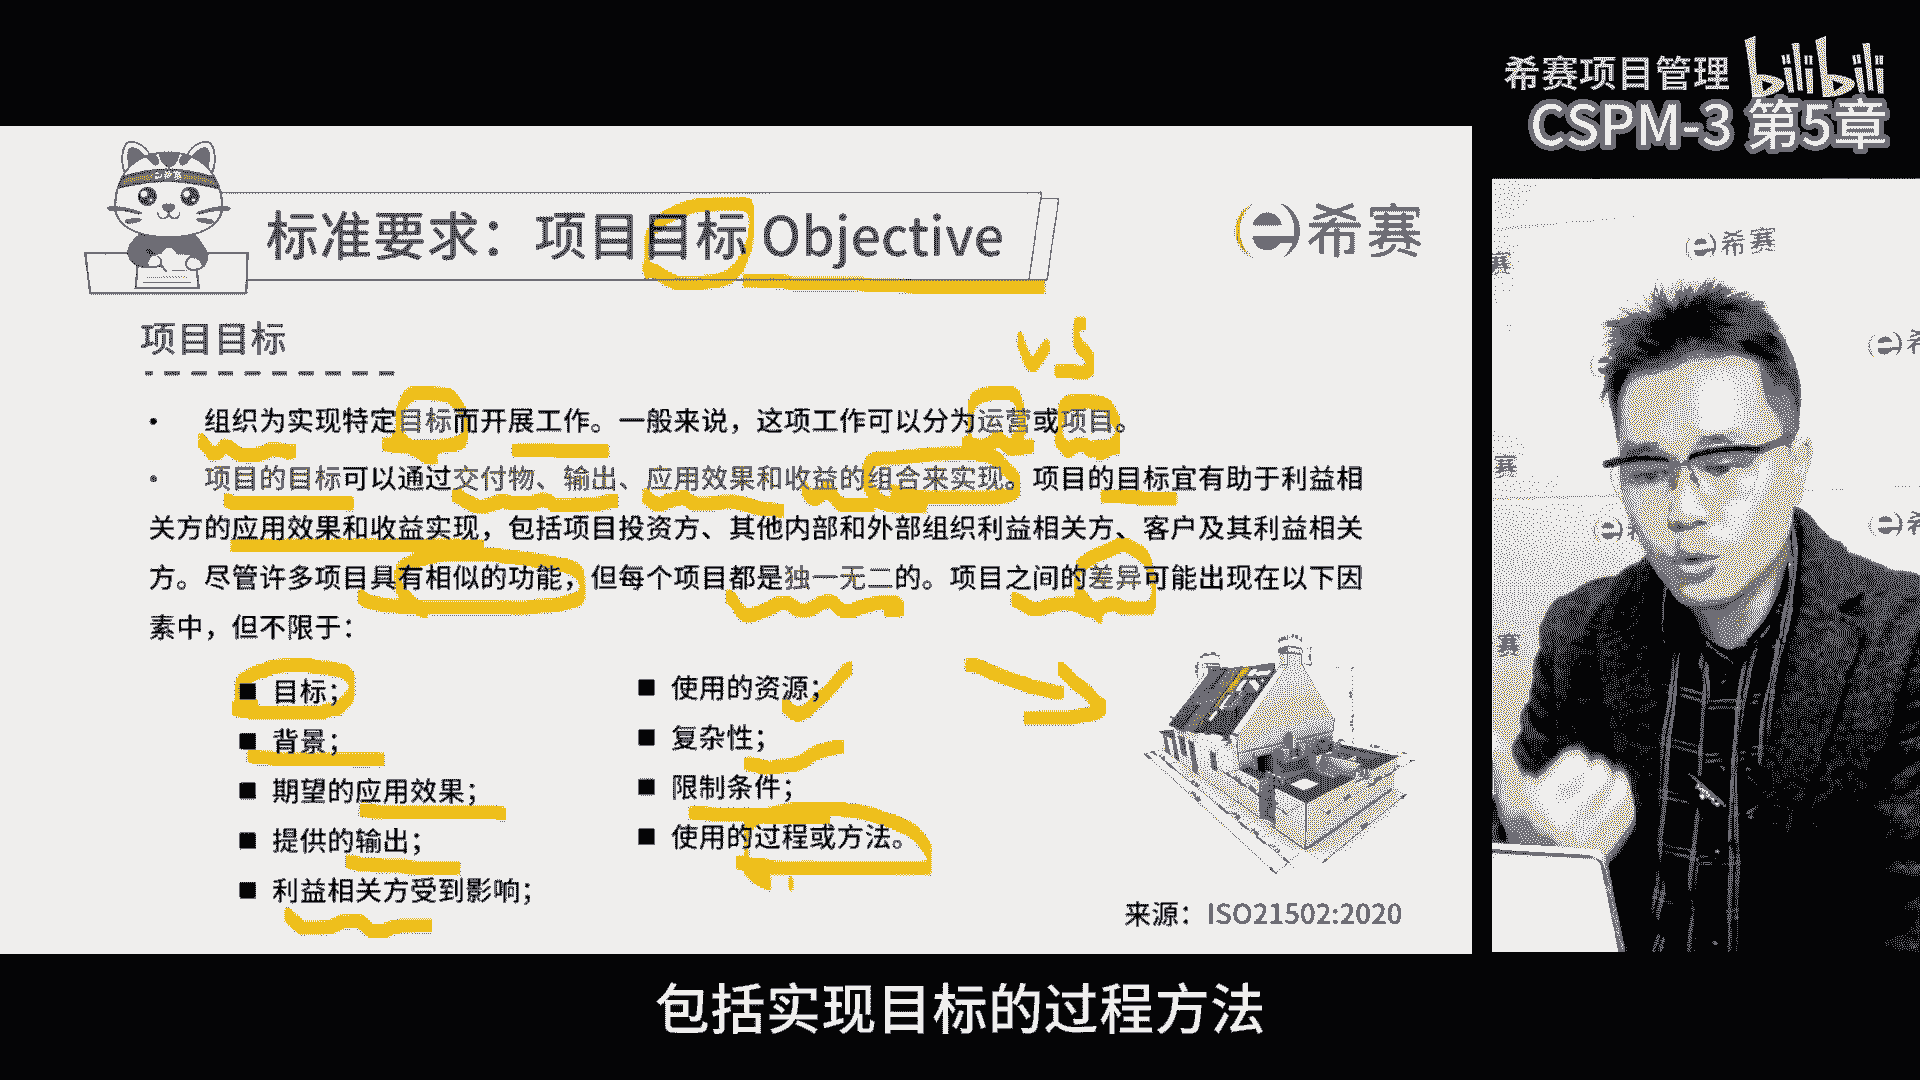 希赛项目管理 bilibili
CSPM-3 第5章
标准要求：项目目标 Objective
希赛
希赛
项目目标
vs
• 组织为实现特定目标而开展工作。一般来说，这项工作可以分为运营或项目。
• 项目的目标可以通过交付物、输出、应用效果和收益的组合来实现。项目的目标宜有助于利益相
关方的应用效果和收益实现，包括项目投资方、其他内部和外部组织利益相关方、客户及其利益相关
方。尽管许多项目具有相似的功能，但每个项目都是独一无二的。项目之间的差异可能出现在以下因
素中，但不限于：
■ 目标；
■ 背景；
■ 期望的应用效果；
■ 提供的输出；
■ 利益相关方受到影响；
■ 使用的资源；
■ 复杂性；
■ 限制条件；
■ 使用的过程或方法。
来源：ISO21502:2020
包括实现目标的过程方法